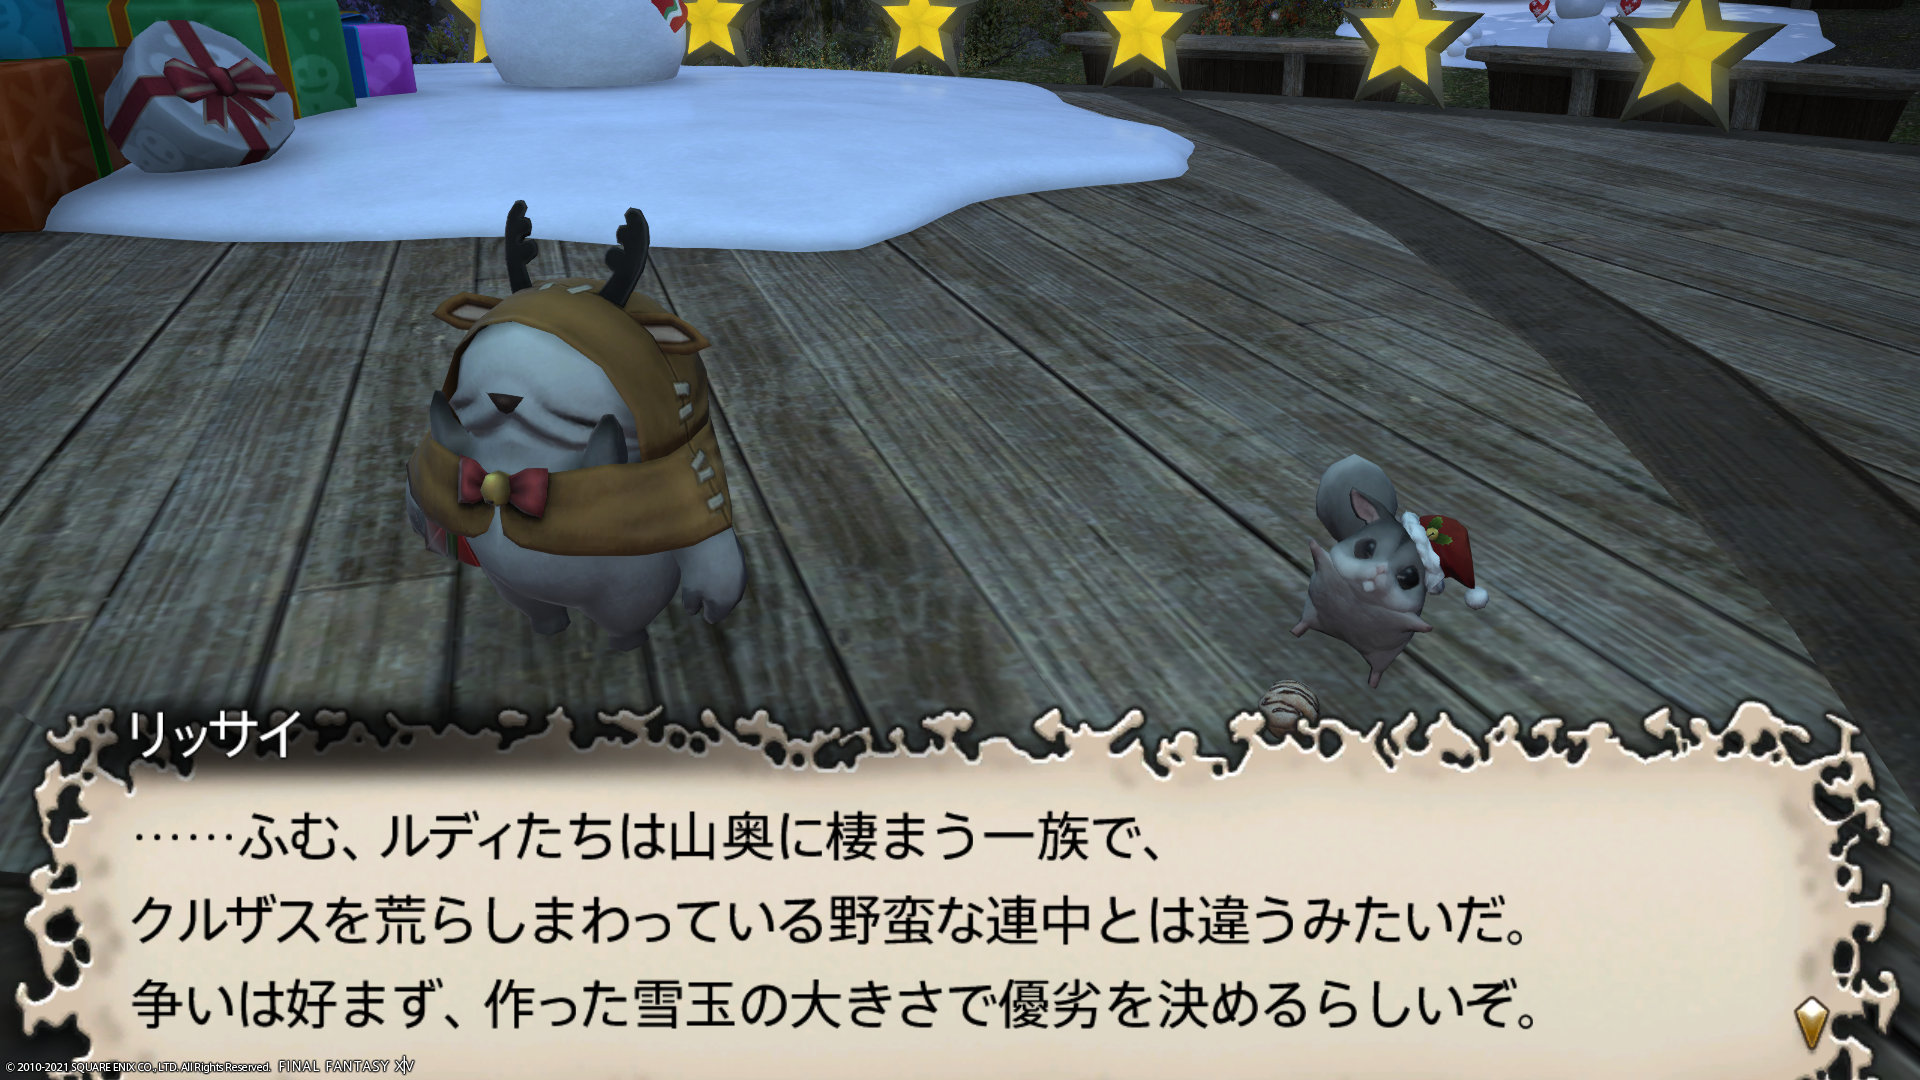 リッサイ
……ふむ、ルディたちは山奥に棲まう一族で、
クルザスを荒らしまわっている野蛮な連中とは違うみたいだ。
争いは好まず、作った雪玉の大きさで優劣を決めるらしいぞ。
© 2010-2021 SQUARE ENIX CO., LTD. All Rights Reserved. FINAL FANTASY XIV